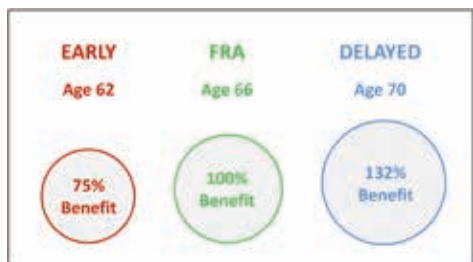 EARLY FRA DELAYED
Age 62 Age 66 Age 70
75%
Benefit
100%
Benefit
132%
Benefit